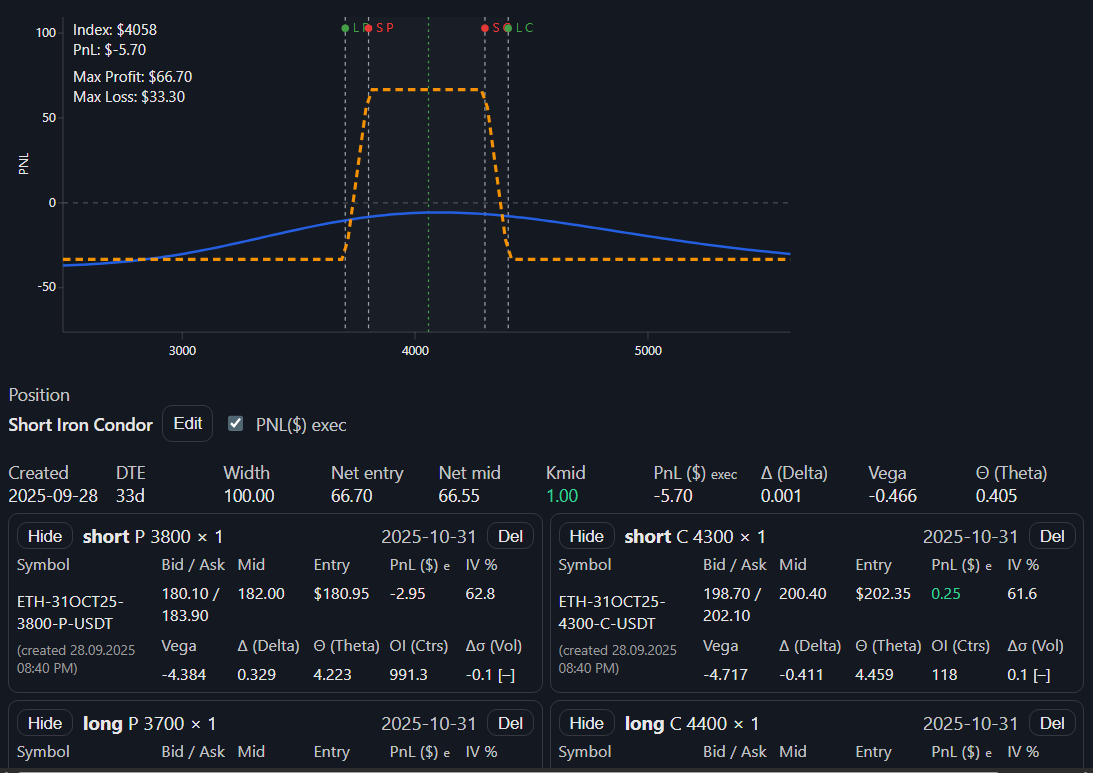 100
Index: $4058
PnL: $-5.70
Max Profit: $66.70
Max Loss: $33.30
LP SP SC LC
50
PNL
0
-50
3000 4000 5000
Position
Short Iron Condor Edit PNL($) exec
Created DTE Width Net entry Net mid Kmid PnL ($) exec Δ (Delta) Vega Θ (Theta)
2025-09-28 33d 100.00 66.70 66.55 1.00 -5.70 0.001 -0.466 0.405
Hide short P 3800 × 1 2025-10-31 Del
Symbol Bid / Ask Mid Entry PnL ($) e IV %
ETH-31OCT25-3800-P-USDT 180.10 / 183.90 182.00 $180.95 -2.95 62.8
(created 28.09.2025 08:40 PM)
Vega Δ (Delta) Θ (Theta) OI (Ctrs) Δσ (Vol)
-4.384 0.329 4.223 991.3 -0.1 [–]
Hide short C 4300 × 1 2025-10-31 Del
Symbol Bid / Ask Mid Entry PnL ($) e IV %
ETH-31OCT25-4300-C-USDT 198.70 / 202.10 200.40 $202.35 0.25 61.6
(created 28.09.2025 08:40 PM)
Vega Δ (Delta) Θ (Theta) OI (Ctrs) Δσ (Vol)
-4.717 -0.411 4.459 118 0.1 [–]
Hide long P 3700 × 1 2025-10-31 Del
Symbol Bid / Ask Mid Entry PnL ($) e IV %
Hide long C 4400 × 1 2025-10-31 Del
Symbol Bid / Ask Mid Entry PnL ($) e IV %